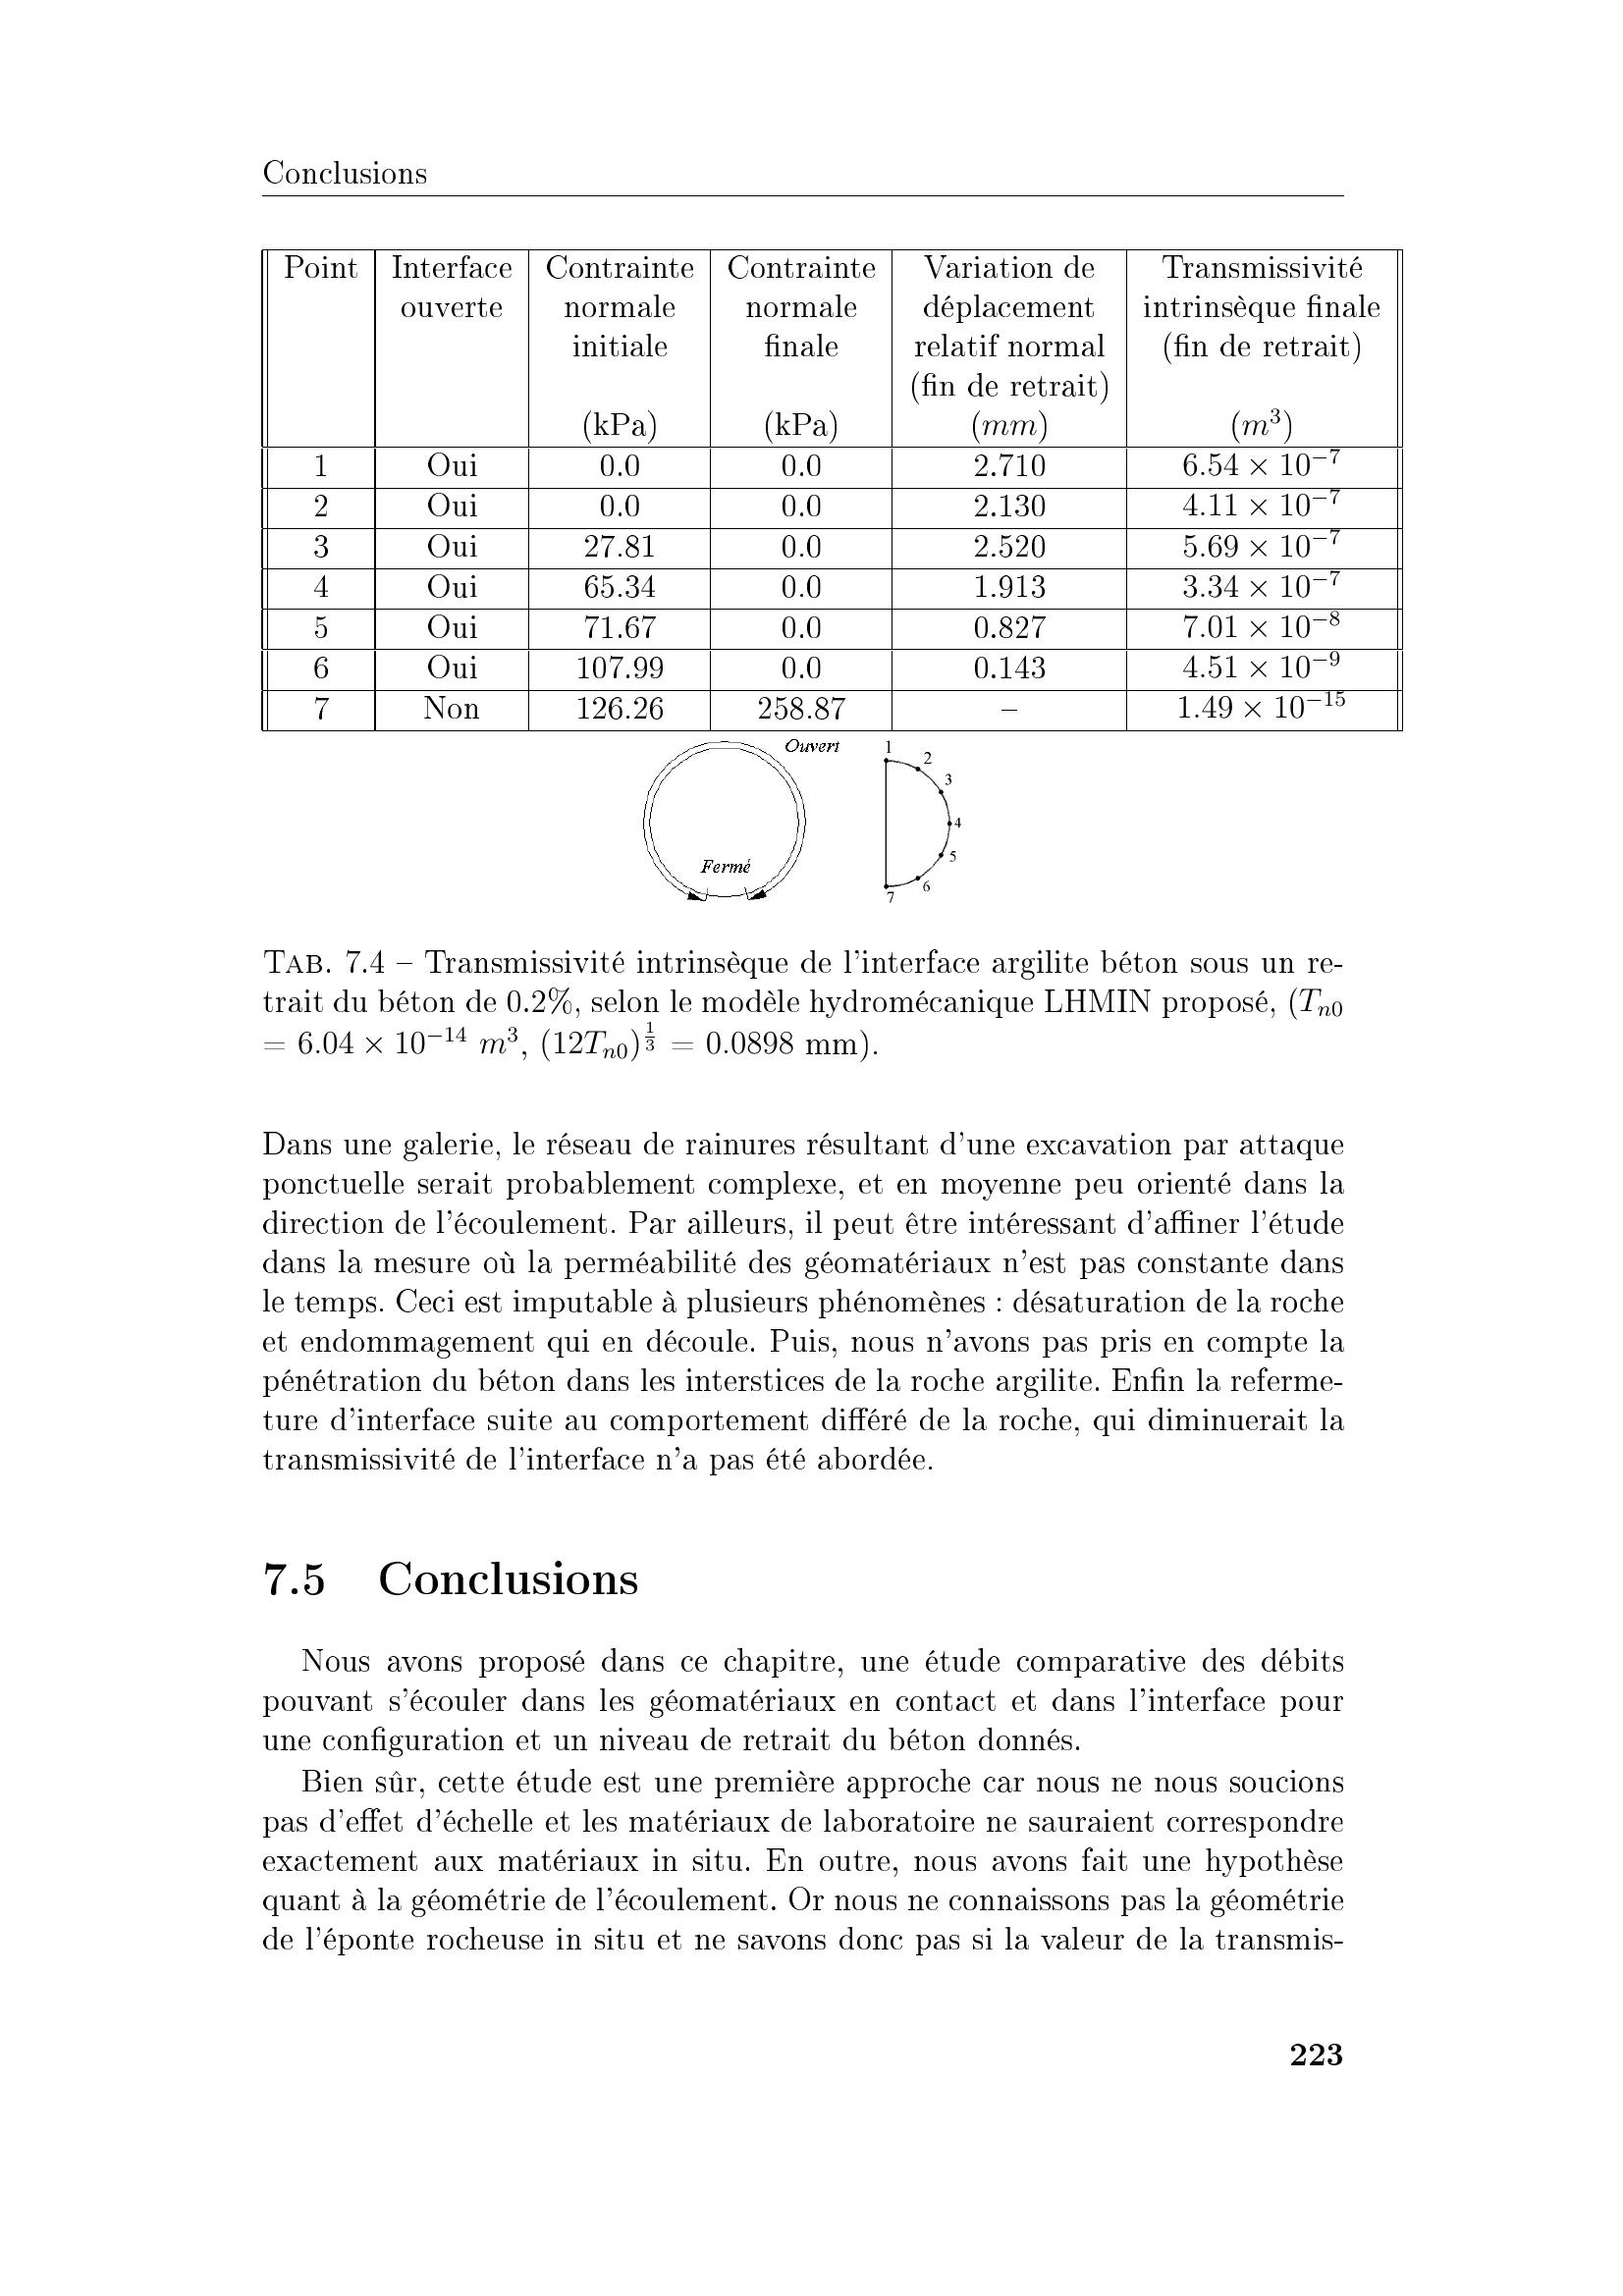 Conclusions
Point | Interface ouverte | Contrainte normale initiale (kPa) | Contrainte normale finale (kPa) | Variation de déplacement relatif normal (fin de retrait) (mm) | Transmissivité intrinsèque finale (fin de retrait) (m³)
1 | Oui | 0.0 | 0.0 | 2.710 | 6.54 × 10⁻⁷
2 | Oui | 0.0 | 0.0 | 2.130 | 4.11 × 10⁻⁷
3 | Oui | 27.81 | 0.0 | 2.520 | 5.69 × 10⁻⁷
4 | Oui | 65.34 | 0.0 | 1.913 | 3.34 × 10⁻⁷
5 | Oui | 71.67 | 0.0 | 0.827 | 7.01 × 10⁻⁸
6 | Oui | 107.99 | 0.0 | 0.143 | 4.51 × 10⁻⁹
7 | Non | 126.26 | 258.87 | – | 1.49 × 10⁻¹⁵
Ouvert
Fermé
1
2
3
4
5
6
7
TAB. 7.4 – Transmissivité intrinsèque de l'interface argilite béton sous un re-
trait du béton de 0.2%, selon le modèle hydromécanique LHMIN proposé, (Tₙ₀
= 6.04 × 10⁻¹⁴ m³, (12Tₙ₀)^(1/3) = 0.0898 mm).
Dans une galerie, le réseau de rainures résultant d'une excavation par attaque
ponctuelle serait probablement complexe, et en moyenne peu orienté dans la
direction de l'écoulement. Par ailleurs, il peut être intéressant d'affiner l'étude
dans la mesure où la perméabilité des géomatériaux n'est pas constante dans
le temps. Ceci est imputable à plusieurs phénomènes : désaturation de la roche
et endommagement qui en découle. Puis, nous n'avons pas pris en compte la
pénétration du béton dans les interstices de la roche argilite. Enfin la referme-
ture d'interface suite au comportement différé de la roche, qui diminuerait la
transmissivité de l'interface n'a pas été abordée.
7.5 Conclusions
Nous avons proposé dans ce chapitre, une étude comparative des débits
pouvant s'écouler dans les géomatériaux en contact et dans l'interface pour
une configuration et un niveau de retrait du béton donnés.
Bien sûr, cette étude est une première approche car nous ne nous soucions
pas d'effet d'échelle et les matériaux de laboratoire ne sauraient correspondre
exactement aux matériaux in situ. En outre, nous avons fait une hypothèse
quant à la géométrie de l'écoulement. Or nous ne connaissons pas la géométrie
de l'éponte rocheuse in situ et ne savons donc pas si la valeur de la transmis-
223